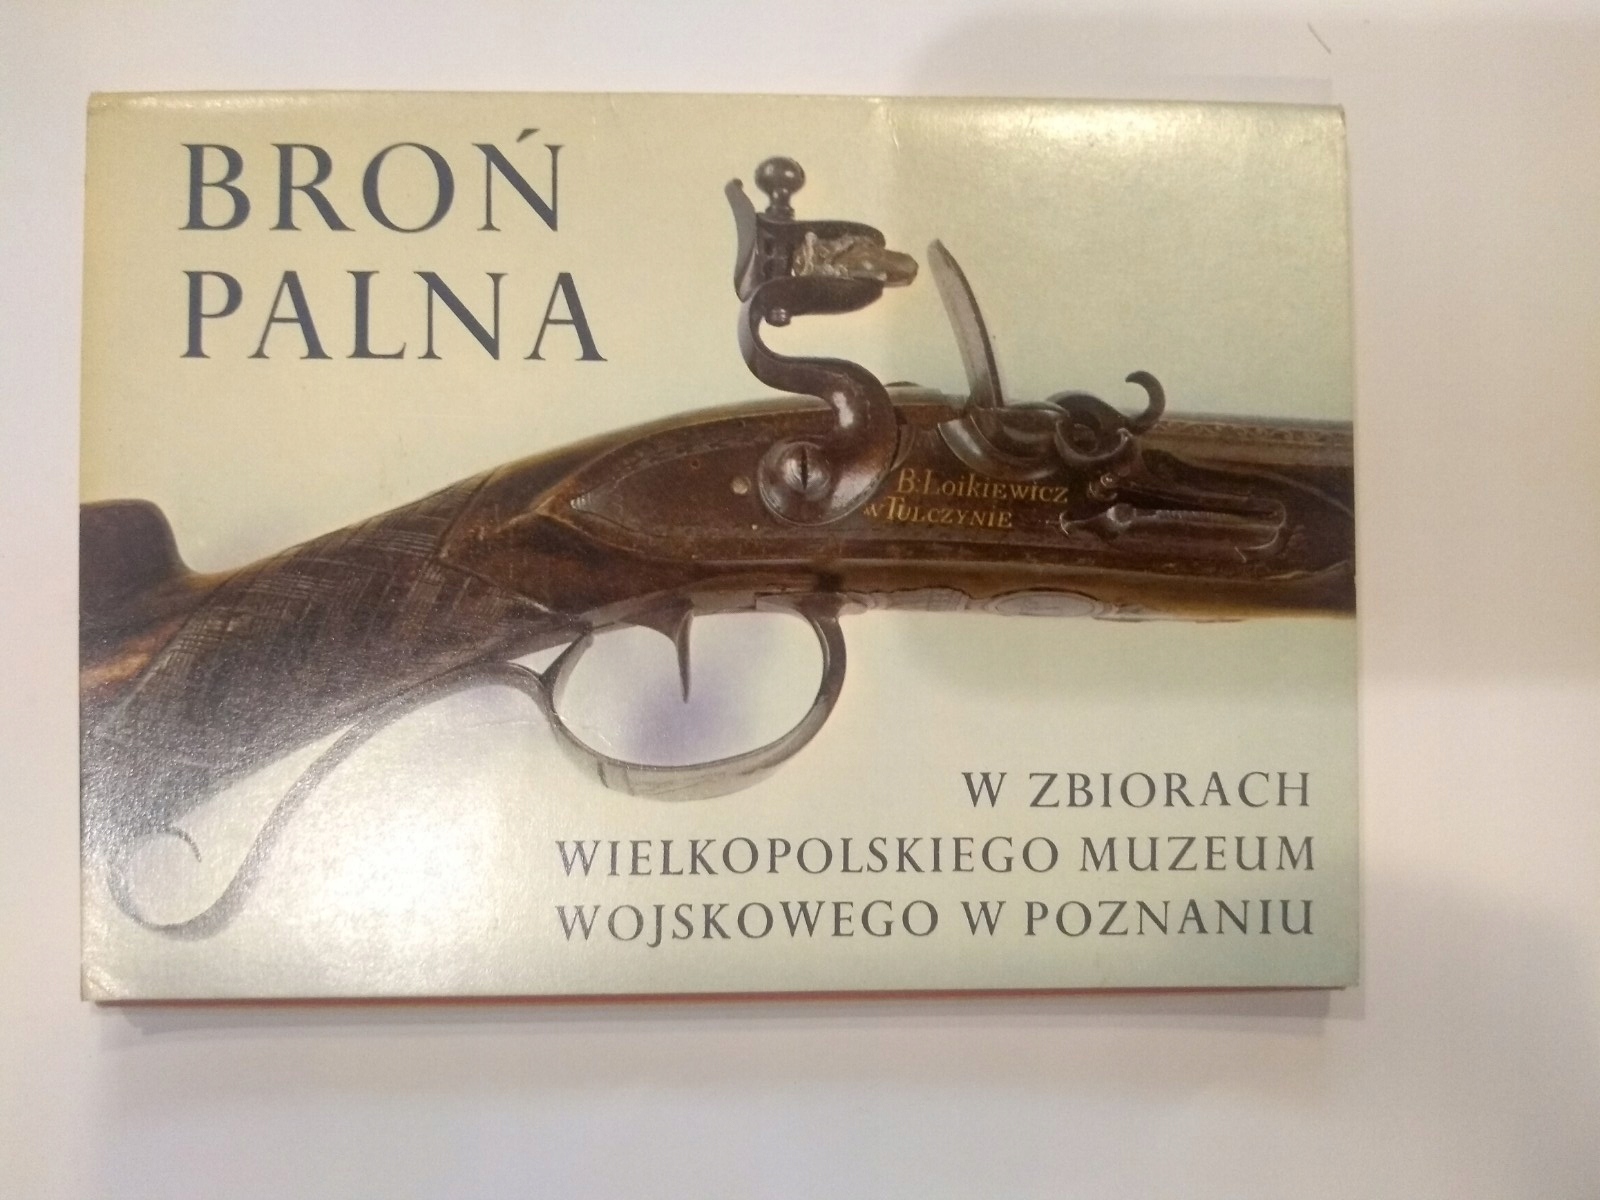 BROŃ
PALNA
B: Loikiewicz
w Tulczynie
W ZBIORACH
WIELKOPOLSKIEGO MUZEUM
WOJSKOWEGO W POZNANIU